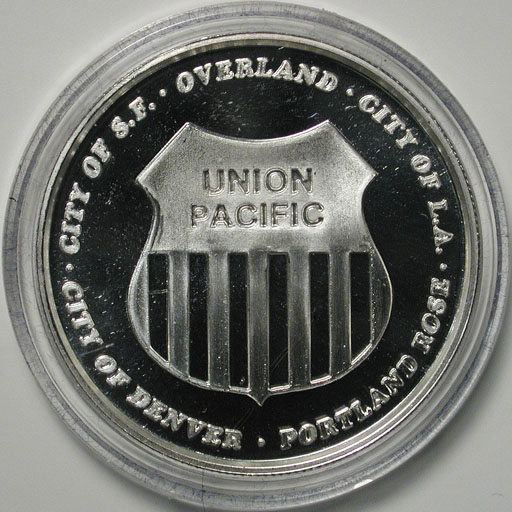 OVERLAND · CITY OF L.A. · PORTLAND ROSE · CITY OF DENVER · CITY OF S.F. ·
UNION
PACIFIC